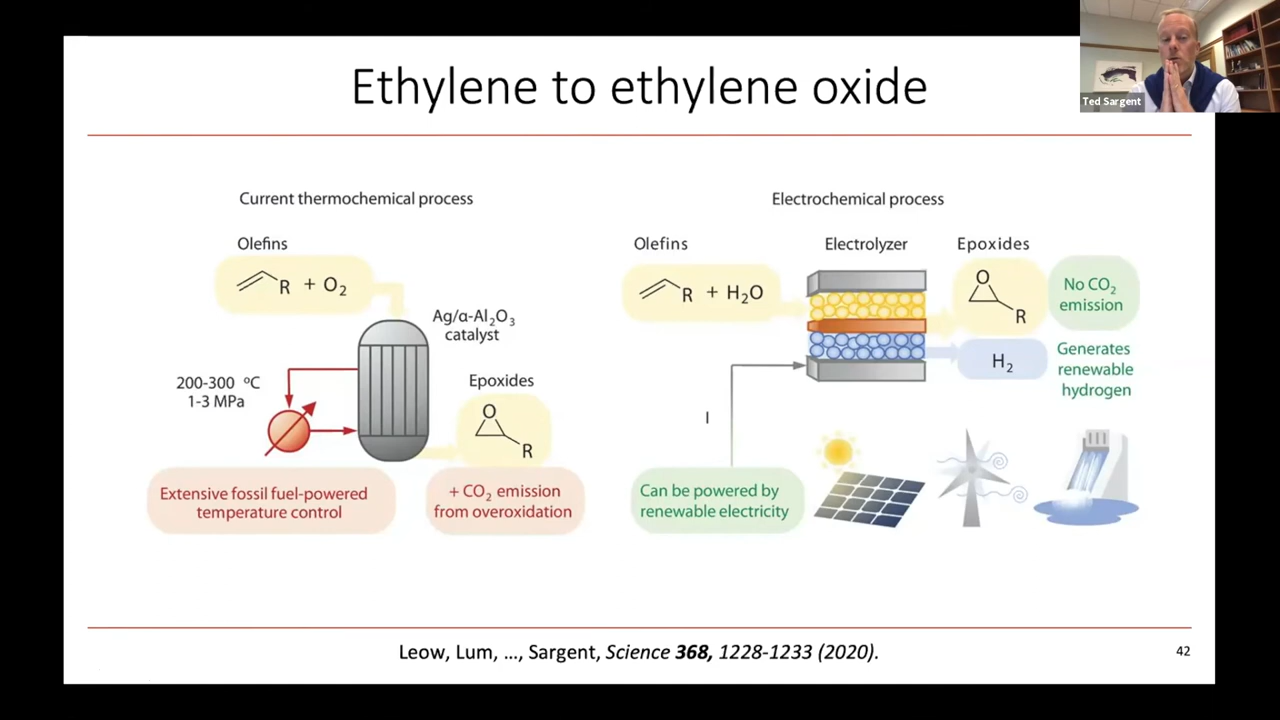 Ethylene to ethylene oxide
Ted Sargent
Current thermochemical process
Olefins
R + O₂
Ag/α-Al₂O₃
catalyst
200-300 ºC
1-3 MPa
Epoxides
O
R
Extensive fossil fuel-powered
temperature control
+ CO₂ emission
from overoxidation
Electrochemical process
Olefins
Electrolyzer
Epoxides
R + H₂O
O
R
No CO₂
emission
H₂
Generates
renewable
hydrogen
I
Can be powered by
renewable electricity
Leow, Lum, ..., Sargent, Science 368, 1228-1233 (2020).
42